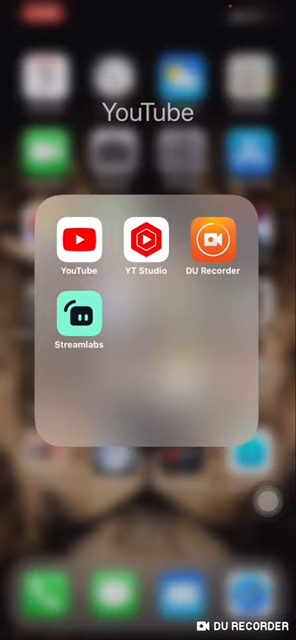 YouTube
YouTube
YT Studio
DU Recorder
Streamlabs
DU RECORDER